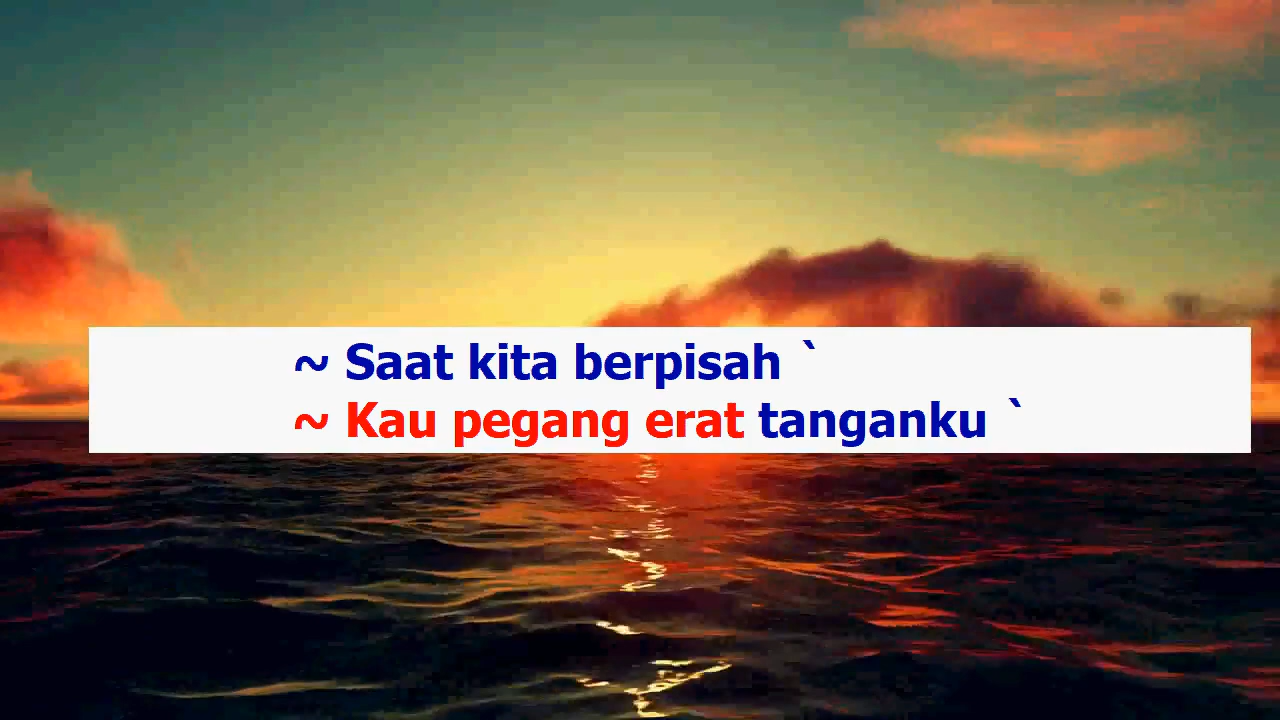 ~ Saat kita berpisah `
~ Kau pegang erat tanganku `